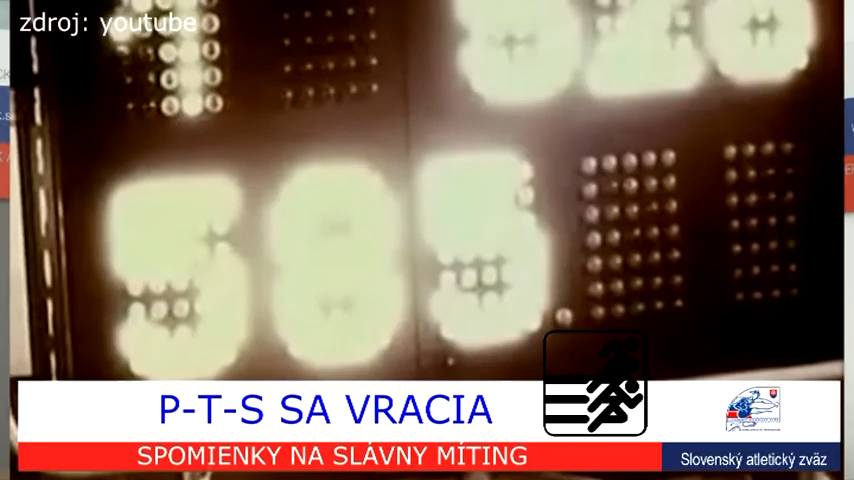 zdroj: youtube
P-T-S SA VRACIA
SPOMIENKY NA SLÁVNY MÍTING
Slovenský atletický zväz